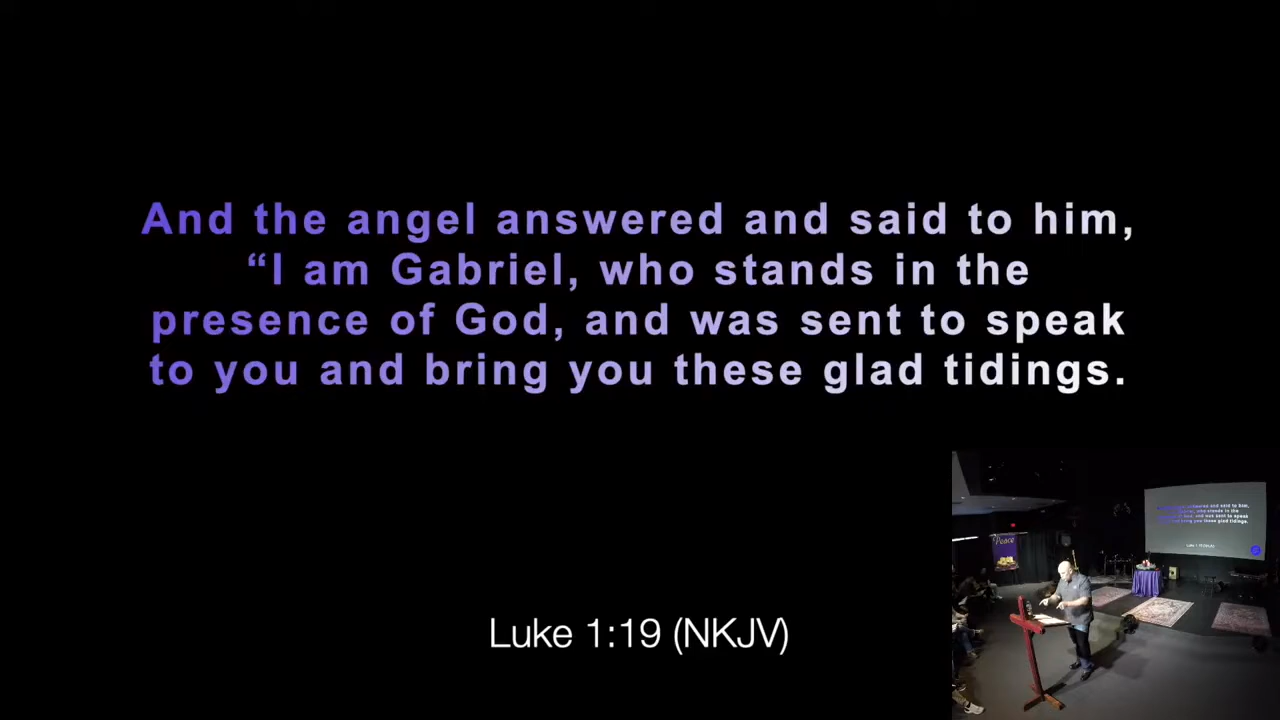 And the angel answered and said to him,
“I am Gabriel, who stands in the
presence of God, and was sent to speak
to you and bring you these glad tidings.
Luke 1:19 (NKJV)
Peace